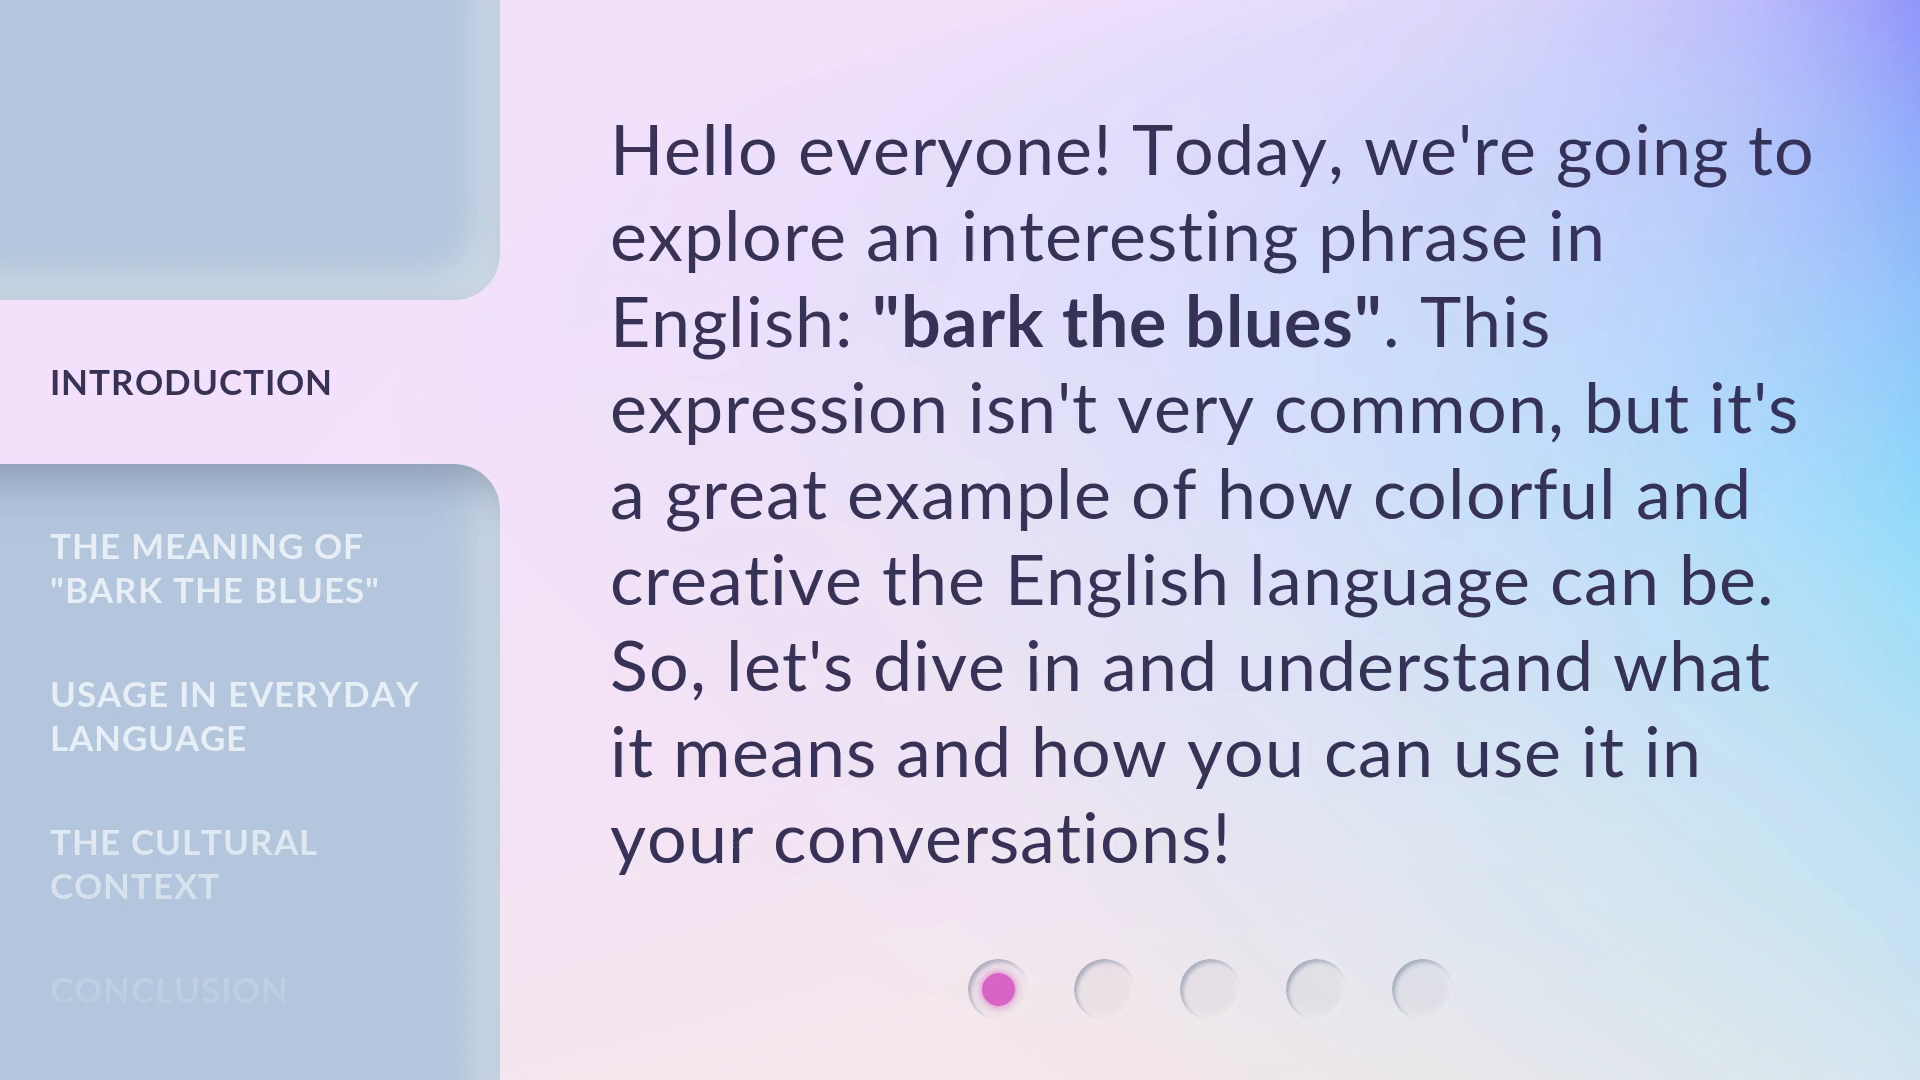 INTRODUCTION
THE MEANING OF
"BARK THE BLUES"
USAGE IN EVERYDAY
LANGUAGE
THE CULTURAL
CONTEXT
CONCLUSION
Hello everyone! Today, we're going to
explore an interesting phrase in
English: "bark the blues". This
expression isn't very common, but it's
a great example of how colorful and
creative the English language can be.
So, let's dive in and understand what
it means and how you can use it in
your conversations!